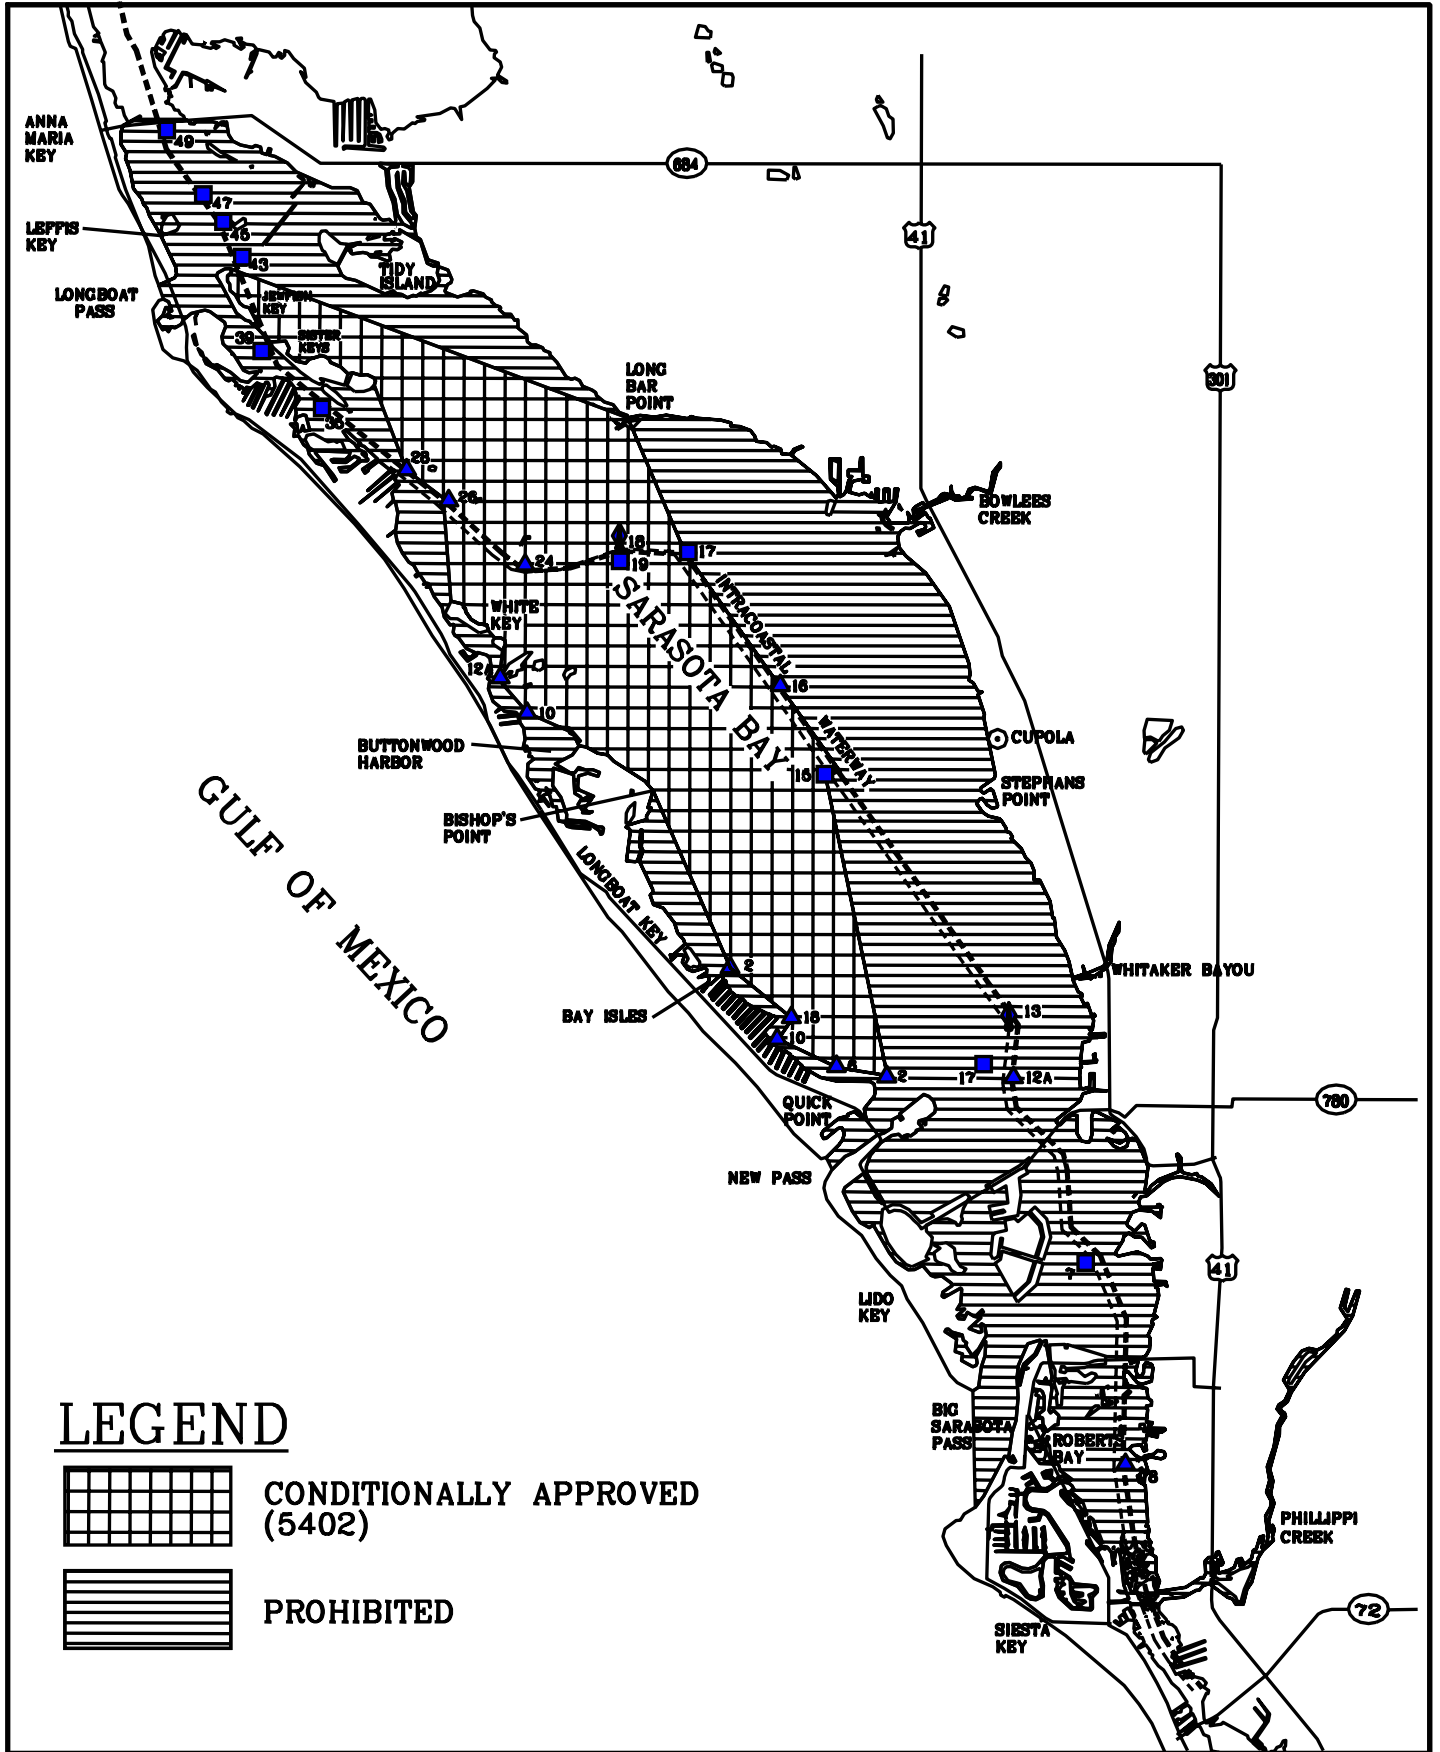 ANNA
MARIA
KEY
49
684
47
LEFFIS
KEY
45
41
43
TIDY
ISLAND
LONGBOAT
PASS
JEWFISH
KEY
SISTER
KEYS
39
LONG
BAR
POINT
301
35
28
26
BOWLEES
CREEK
18
17
24
19
INTRACOASTAL
WATERWAY
SARASOTA BAY
WHITE
KEY
12A
16
10
CUPOLA
BUTTONWOOD
HARBOR
15
STEPHANS
POINT
GULF OF MEXICO
BISHOP'S
POINT
LONGBOAT KEY
2
WHITAKER BAYOU
BAY ISLES
18
13
10
6
2
17
12A
QUICK
POINT
780
NEW PASS
7
41
LIDO
KEY
BIG
SARASOTA
PASS
ROBERTS
BAY
LEGEND
CONDITIONALLY APPROVED
(5402)
PHILLIPPI
CREEK
PROHIBITED
72
SIESTA
KEY